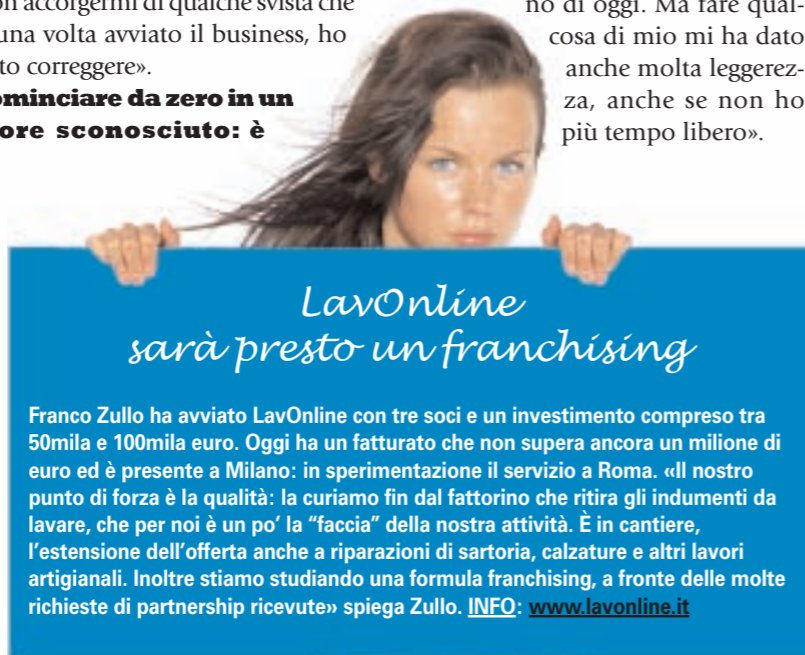 on accorgermi di qualche svista che
una volta avviato il business, ho
to correggere».
ominciare da zero in un
ore sconosciuto: è
no di oggi. Ma fare qual-
cosa di mio mi ha dato
anche molta leggerez-
za, anche se non ho
più tempo libero».
LavOnline
sarà presto un franchising
Franco Zullo ha avviato LavOnline con tre soci e un investimento compreso tra
50mila e 100mila euro. Oggi ha un fatturato che non supera ancora un milione di
euro ed è presente a Milano: in sperimentazione il servizio a Roma. «Il nostro
punto di forza è la qualità: la curiamo fin dal fattorino che ritira gli indumenti da
lavare, che per noi è un po’ la “faccia” della nostra attività. È in cantiere,
l’estensione dell’offerta anche a riparazioni di sartoria, calzature e altri lavori
artigianali. Inoltre stiamo studiando una formula franchising, a fronte delle molte
richieste di partnership ricevute» spiega Zullo. INFO: www.lavonline.it